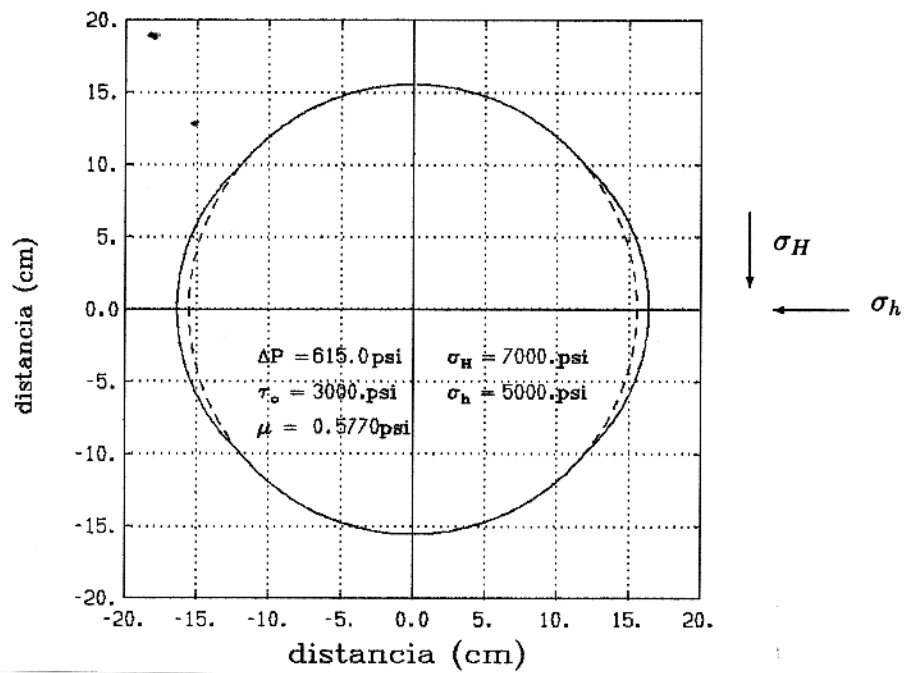 20.
15.
10.
5.
0.0
-5.
-10.
-15.
-20.
distancia (cm)
ΔP = 615.0 psi σH = 7000. psi
τo = 3000. psi σh = 5000. psi
μ = 0.5770 psi
σH
σh
-20. -15. -10. -5. 0.0 5. 10. 15. 20.
distancia (cm)